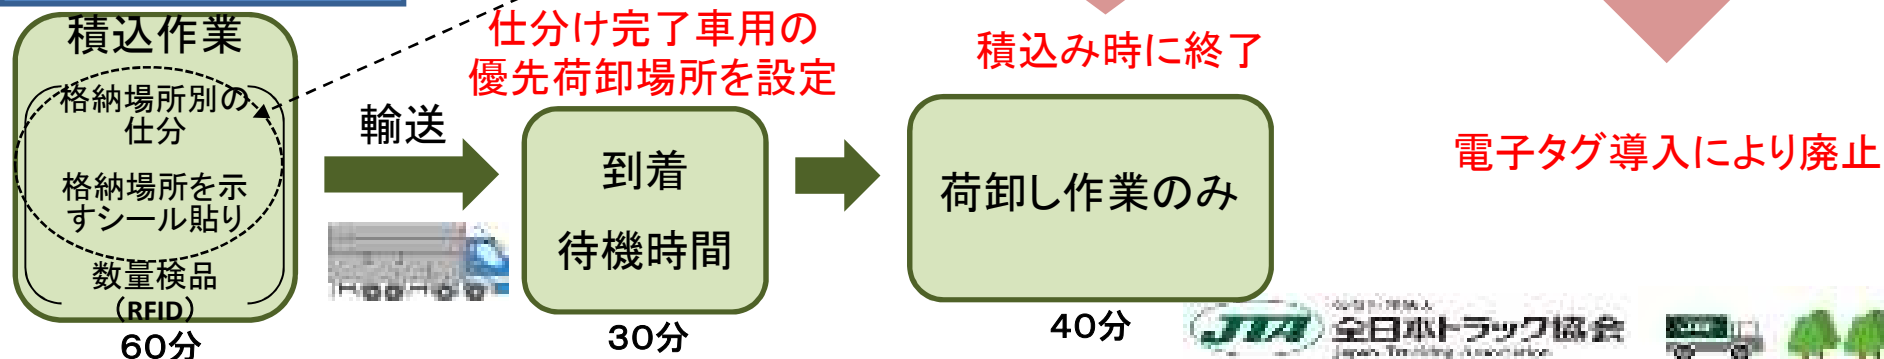 積込作業
格納場所別の
仕分
格納場所を示
すシール貼り
数量検品
(RFID)
60分
輸送
仕分け完了車用の
優先荷卸場所を設定
到着
待機時間
30分
積込み時に終了
荷卸し作業のみ
40分
電子タグ導入により廃止
JTA
全日本トラック協会
Japan Trucking Association